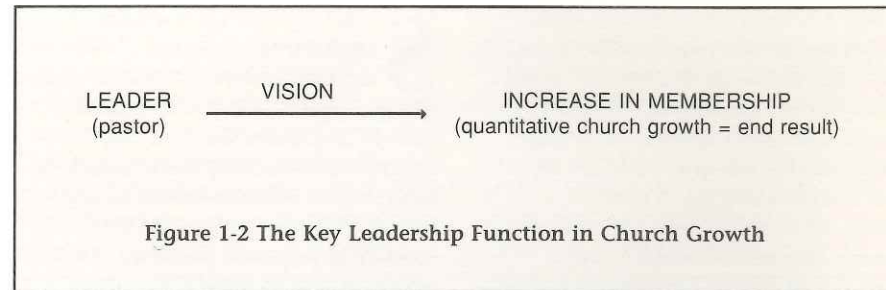 VISION
LEADER INCREASE IN MEMBERSHIP
(pastor) (quantitative church growth = end result)
Figure 1-2 The Key Leadership Function in Church Growth